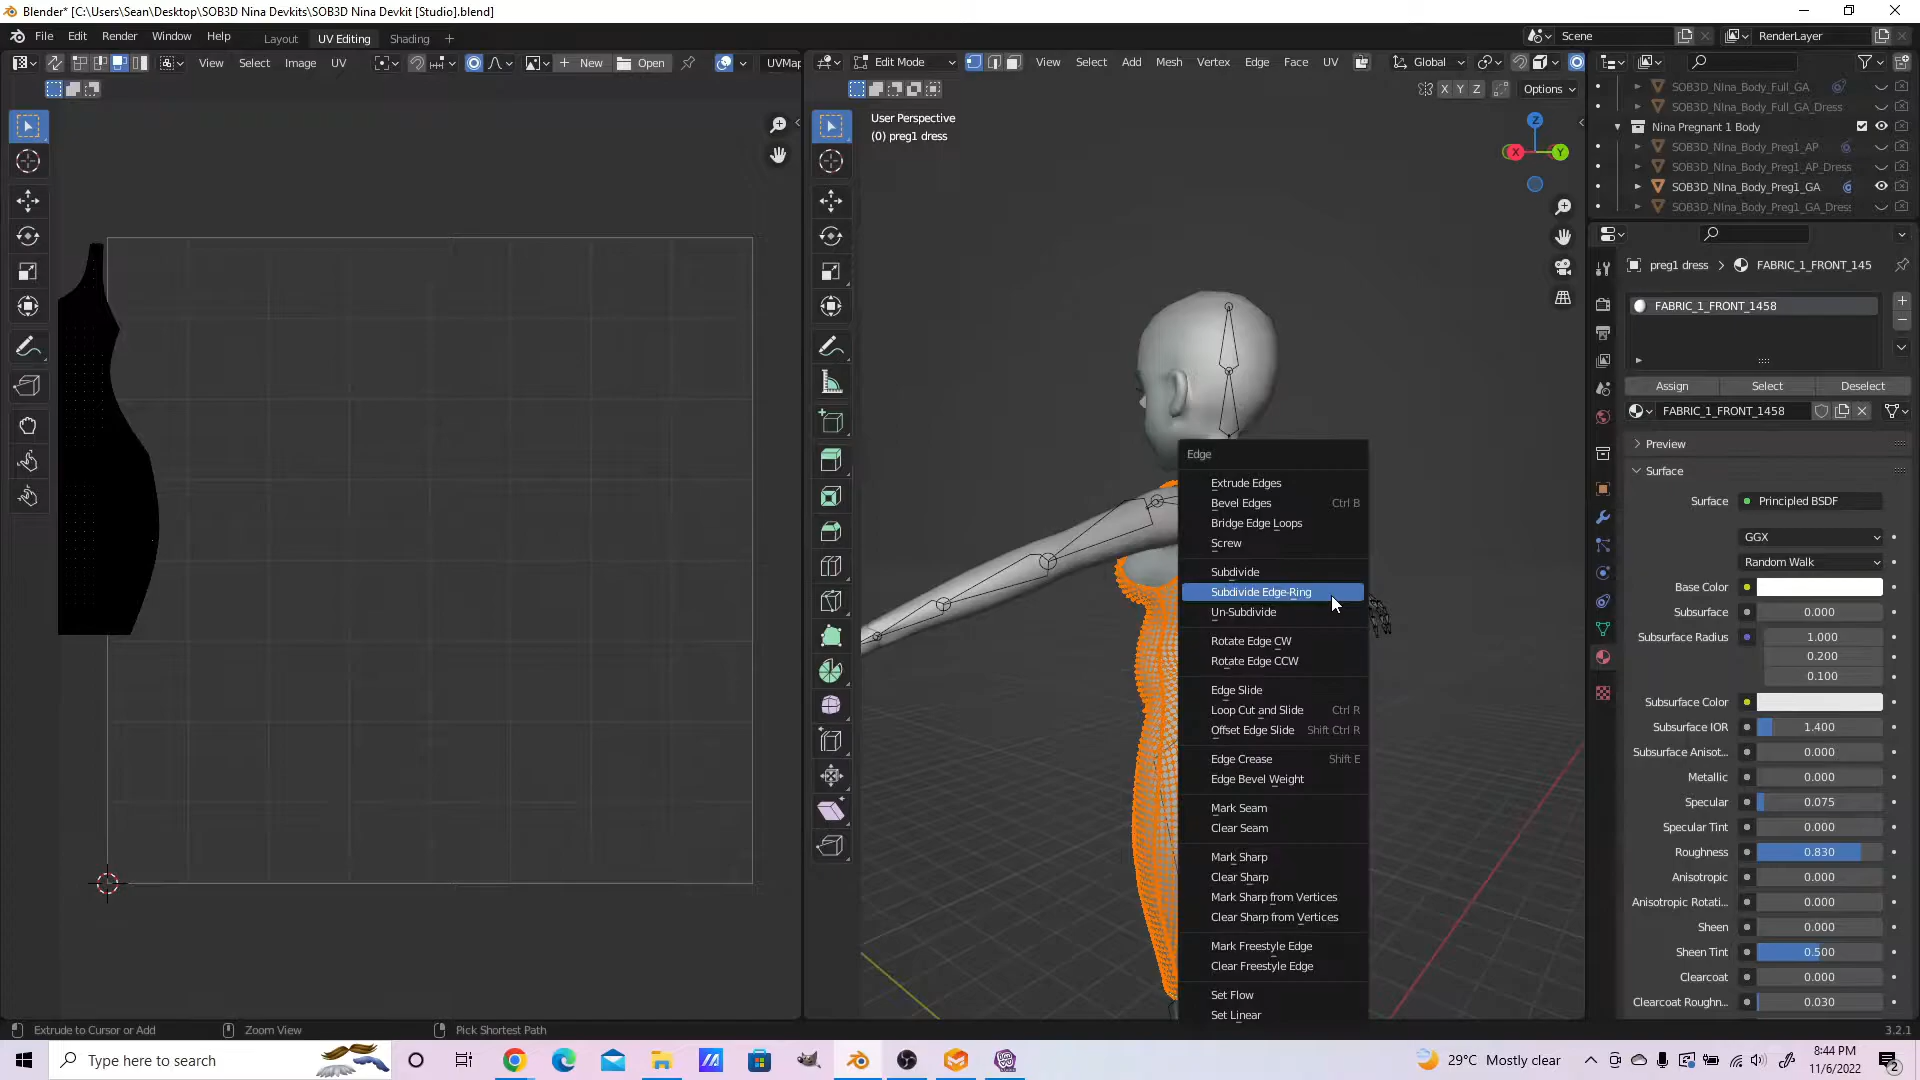 Blender* [C:\Users\Sean\Desktop\SOB3D Nina Devkits\SOB3D Nina Devkit [Studio].blend]
File Edit Render Window Help Layout UV Editing Shading + Scene RenderLayer
View Select Image UV New Open UVMap
Edit Mode View Select Add Mesh Vertex Edge Face UV Global
X Y Z Options
User Perspective
(0) preg1 dress
Z
X Y
SOB3D_NIna_Body_Full_GA
SOB3D_NIna_Body_Full_GA_Dress
Nina Pregnant 1 Body
SOB3D_NIna_Body_Preg1_AP
SOB3D_NIna_Body_Preg1_AP_Dress
SOB3D_NIna_Body_Preg1_GA
SOB3D_NIna_Body_Preg1_GA_Dress
preg1 dress > FABRIC_1_FRONT_145
FABRIC_1_FRONT_1458
Assign Select Deselect
FABRIC_1_FRONT_1458
Preview
Surface
Surface Principled BSDF
GGX
Random Walk
Base Color
Subsurface 0.000
Subsurface Radius 1.000
0.200
0.100
Subsurface Color
Subsurface IOR 1.400
Subsurface Anisot... 0.000
Metallic 0.000
Specular 0.075
Specular Tint 0.000
Roughness 0.830
Anisotropic 0.000
Anisotropic Rotati... 0.000
Sheen 0.000
Sheen Tint 0.500
Clearcoat 0.000
Clearcoat Roughn... 0.030
Edge
Extrude Edges
Bevel Edges Ctrl B
Bridge Edge Loops
Screw
Subdivide
Subdivide Edge-Ring
Un-Subdivide
Rotate Edge CW
Rotate Edge CCW
Edge Slide
Loop Cut and Slide Ctrl R
Offset Edge Slide Shift Ctrl R
Edge Crease Shift E
Edge Bevel Weight
Mark Seam
Clear Seam
Mark Sharp
Clear Sharp
Mark Sharp from Vertices
Clear Sharp from Vertices
Mark Freestyle Edge
Clear Freestyle Edge
Set Flow
Set Linear
Extrude to Cursor or Add Zoom View Pick Shortest Path 3.2.1
Type here to search 29°C Mostly clear 8:44 PM
11/6/2022 2